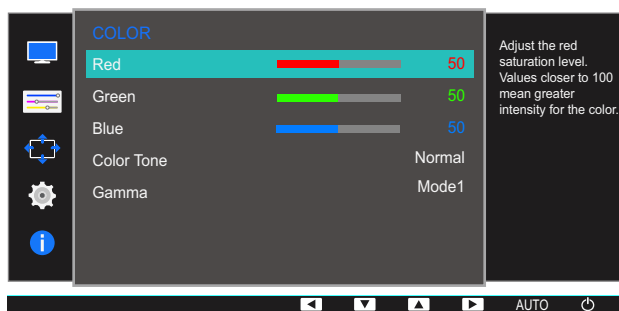 COLOR
Red 50
Green 50
Blue 50
Color Tone Normal
Gamma Mode1
Adjust the red
saturation level.
Values closer to 100
mean greater
intensity for the color.
AUTO